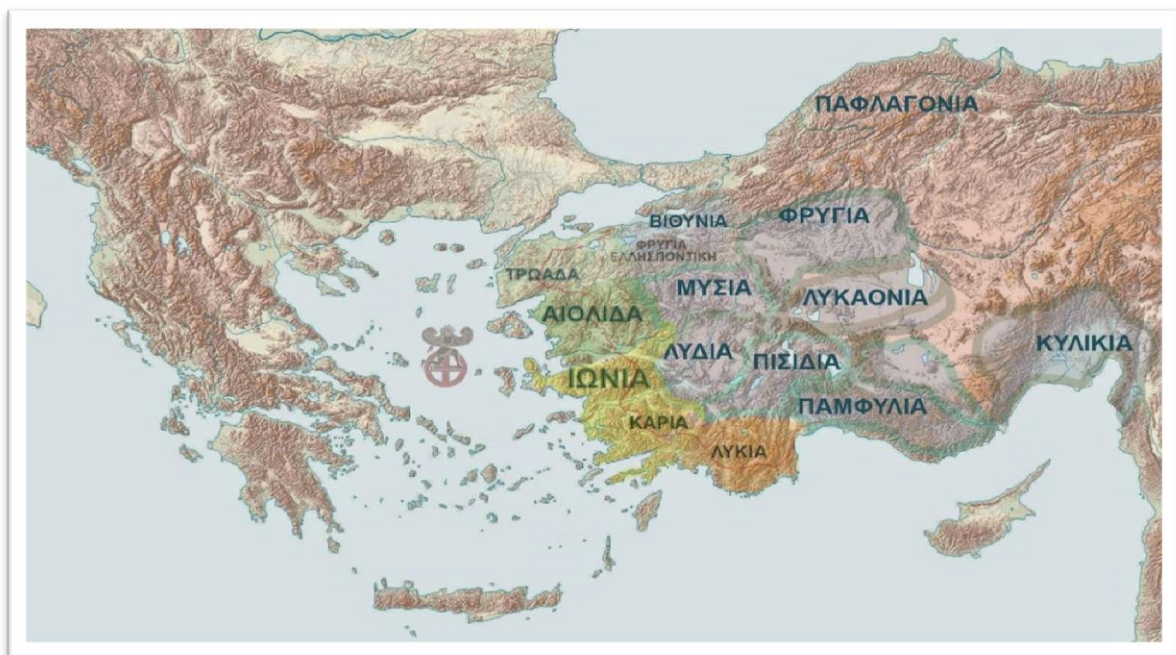 ΠΑΦΛΑΓΟΝΙΑ
ΦΡΥΓΙΑ
ΒΙΘΥΝΙΑ
ΦΡΥΓΙΑ
ΕΛΛΗΣΠΟΝΤΙΚΗ
ΤΡΩΑΔΑ
ΜΥΣΙΑ
ΛΥΚΑΟΝΙΑ
ΑΙΟΛΙΔΑ
ΚΥΛΙΚΙΑ
ΛΥΔΙΑ
ΠΙΣΙΔΙΑ
ΙΩΝΙΑ
ΠΑΜΦΥΛΙΑ
ΚΑΡΙΑ
ΛΥΚΙΑ